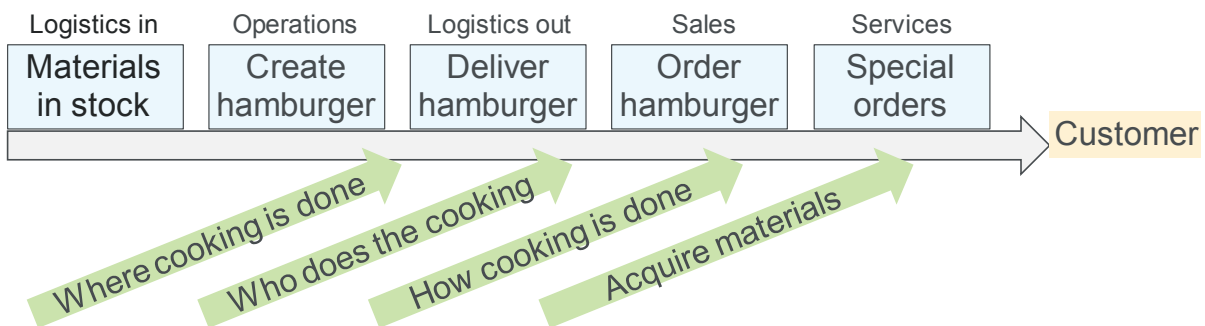 Logistics in
Operations
Logistics out
Sales
Services
Materials
in stock
Create
hamburger
Deliver
hamburger
Order
hamburger
Special
orders
Customer
Where cooking is done
Who does the cooking
How cooking is done
Acquire materials